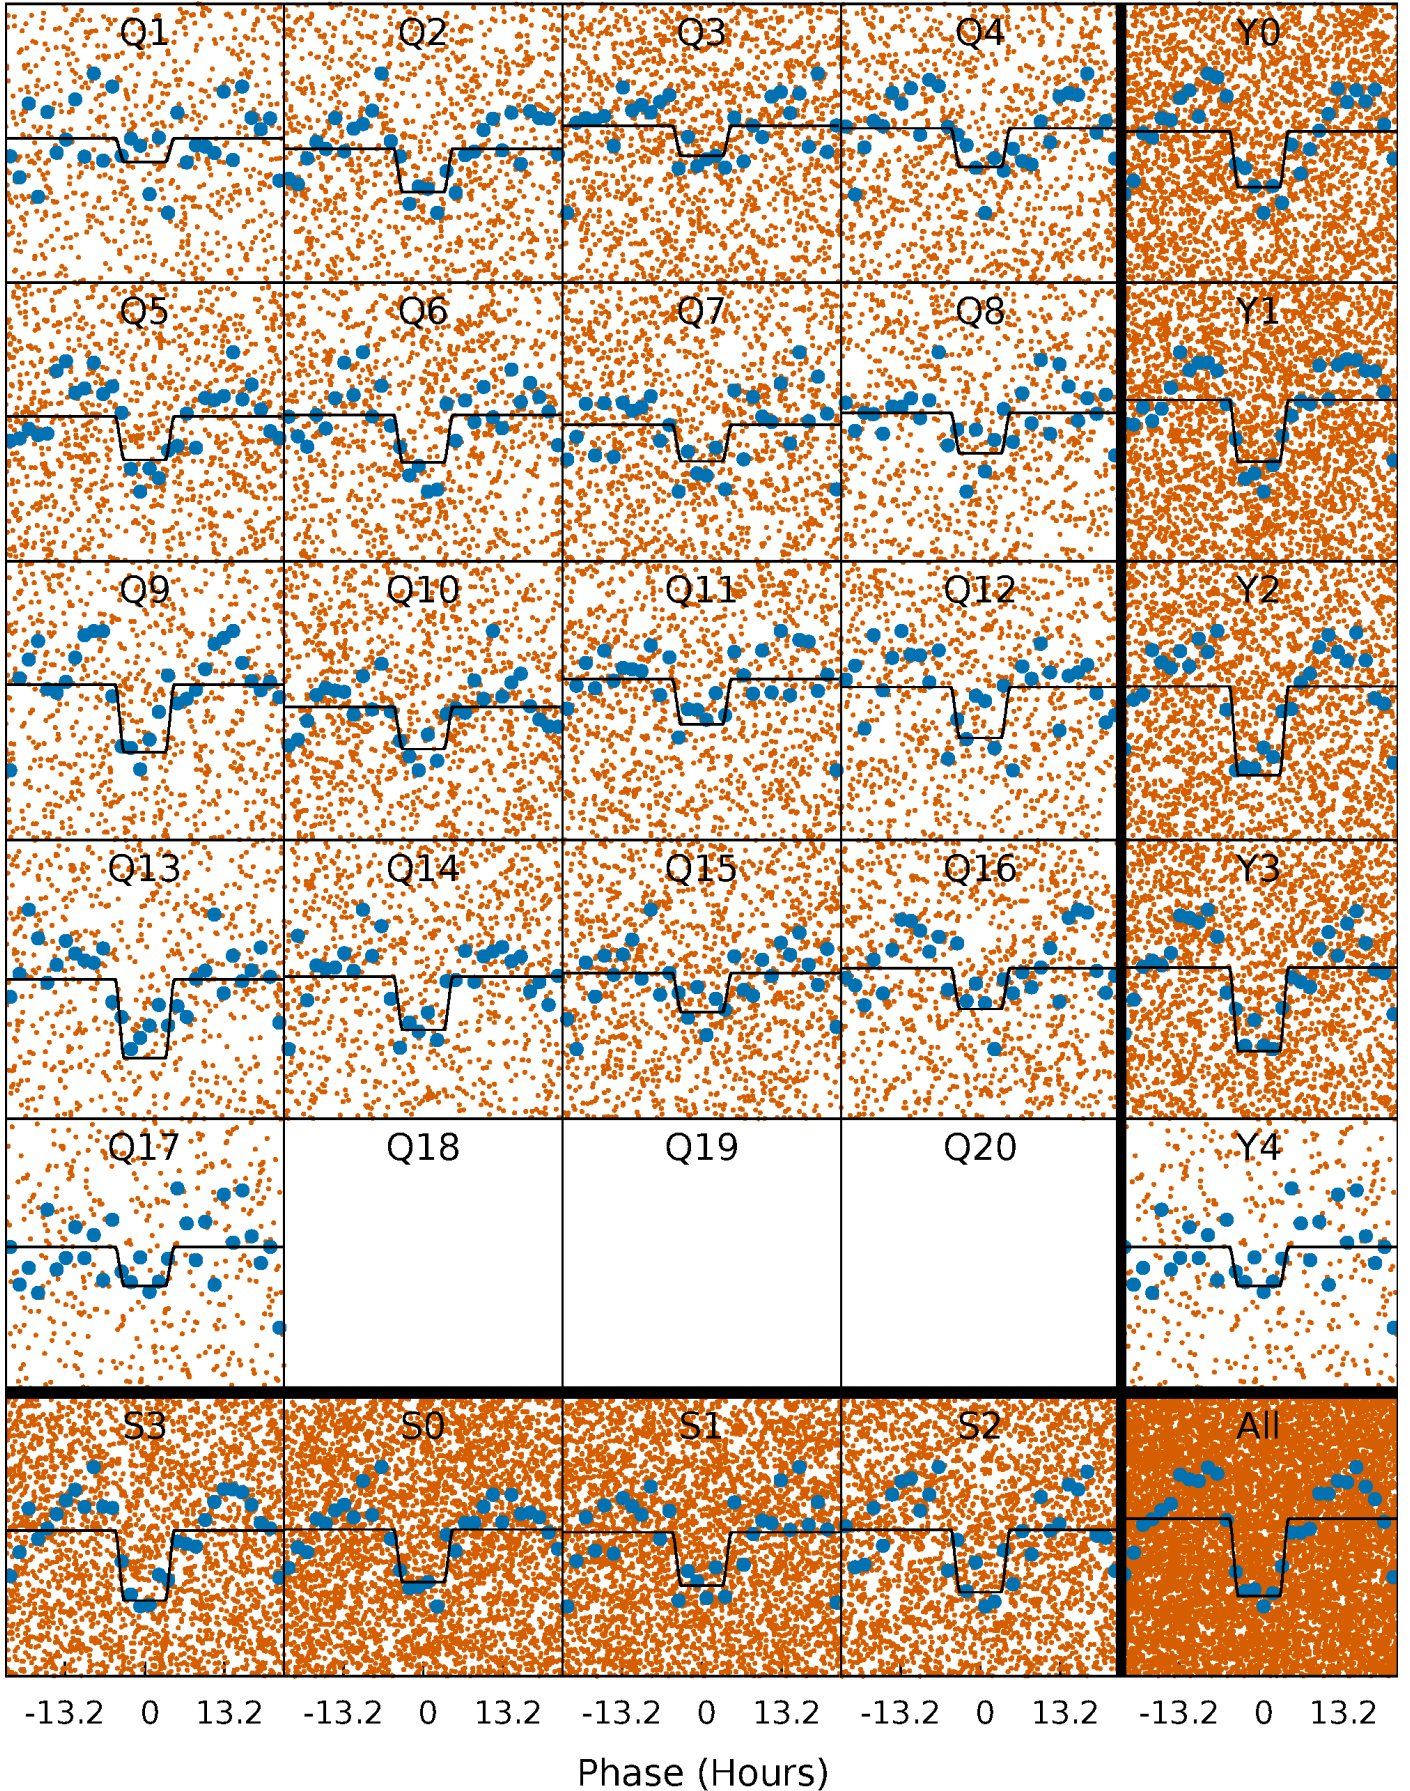 Q1 Q2 Q3 Q4 Y0
Q5 Q6 Q7 Q8 Y1
Q9 Q10 Q11 Q12 Y2
Q13 Q14 Q15 Q16 Y3
Q17 Q18 Q19 Q20 Y4
S3 S0 S1 S2 All
-13.2 0 13.2 -13.2 0 13.2 -13.2 0 13.2 -13.2 0 13.2 -13.2 0 13.2
Phase (Hours)